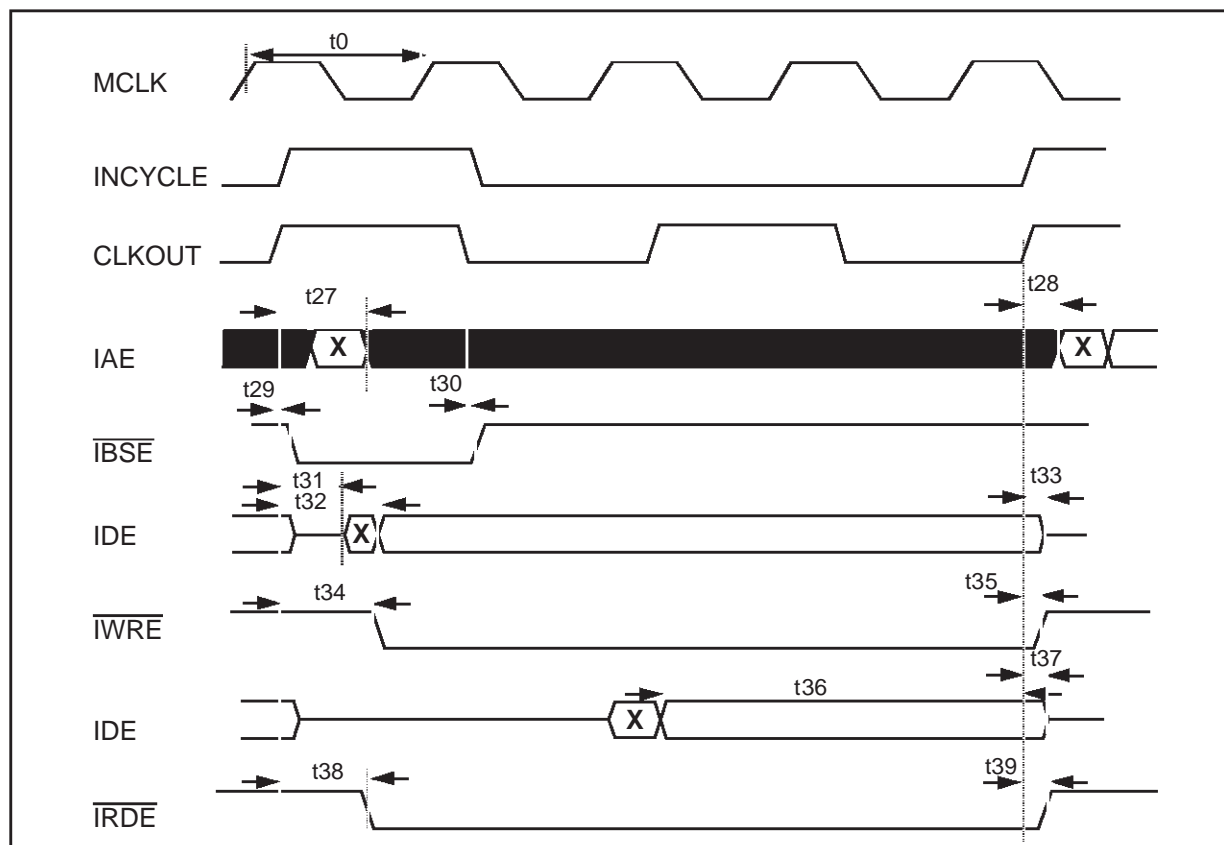 t0
MCLK
INCYCLE
CLKOUT
t27
t28
IAE
X
X
t29
t30
IBSE
t31
t33
t32
IDE
X
t34
t35
IWRE
t37
t36
IDE
X
t38
t39
IRDE